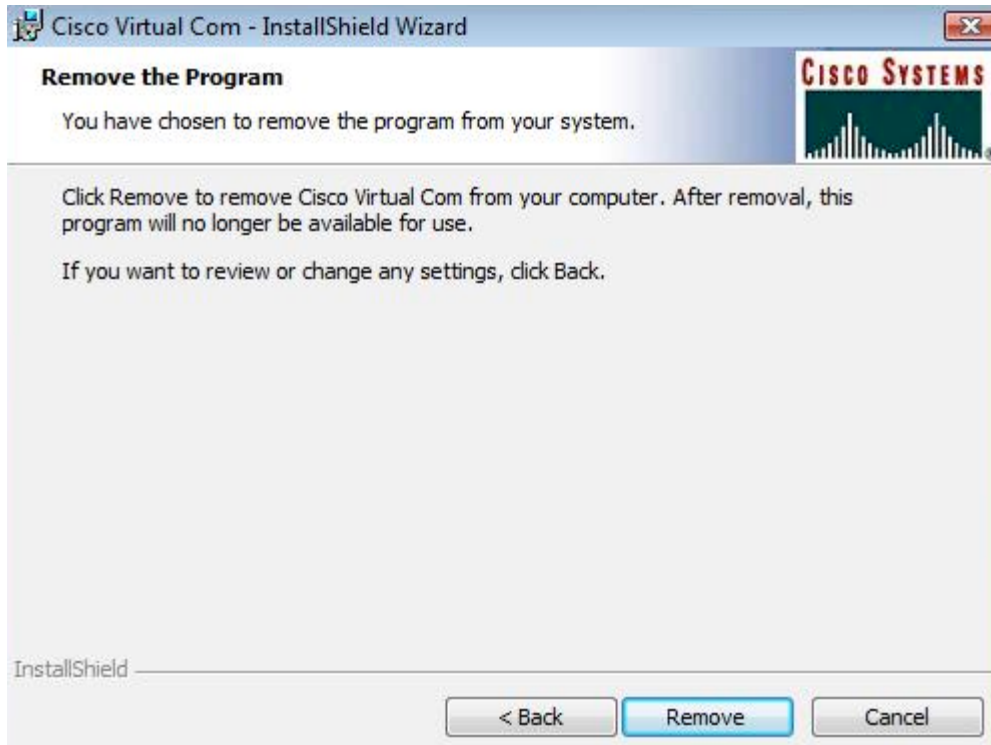 Cisco Virtual Com - InstallShield Wizard
Remove the Program
You have chosen to remove the program from your system.
CISCO SYSTEMS
Click Remove to remove Cisco Virtual Com from your computer. After removal, this
program will no longer be available for use.
If you want to review or change any settings, click Back.
InstallShield
< Back
Remove
Cancel